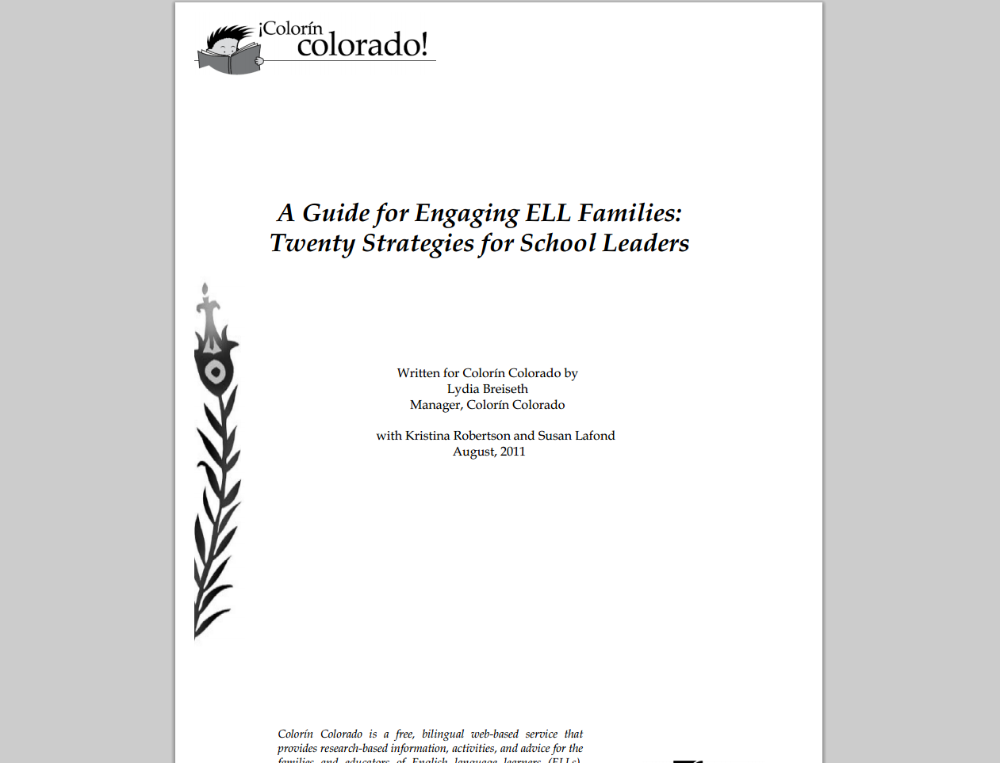 ¡Colorín
colorado!
A Guide for Engaging ELL Families:
Twenty Strategies for School Leaders
Written for Colorín Colorado by
Lydia Breiseth
Manager, Colorín Colorado
with Kristina Robertson and Susan Lafond
August, 2011
Colorín Colorado is a free, bilingual web-based service that
provides research-based information, activities, and advice for the
families and educators of English language learners (ELLs).